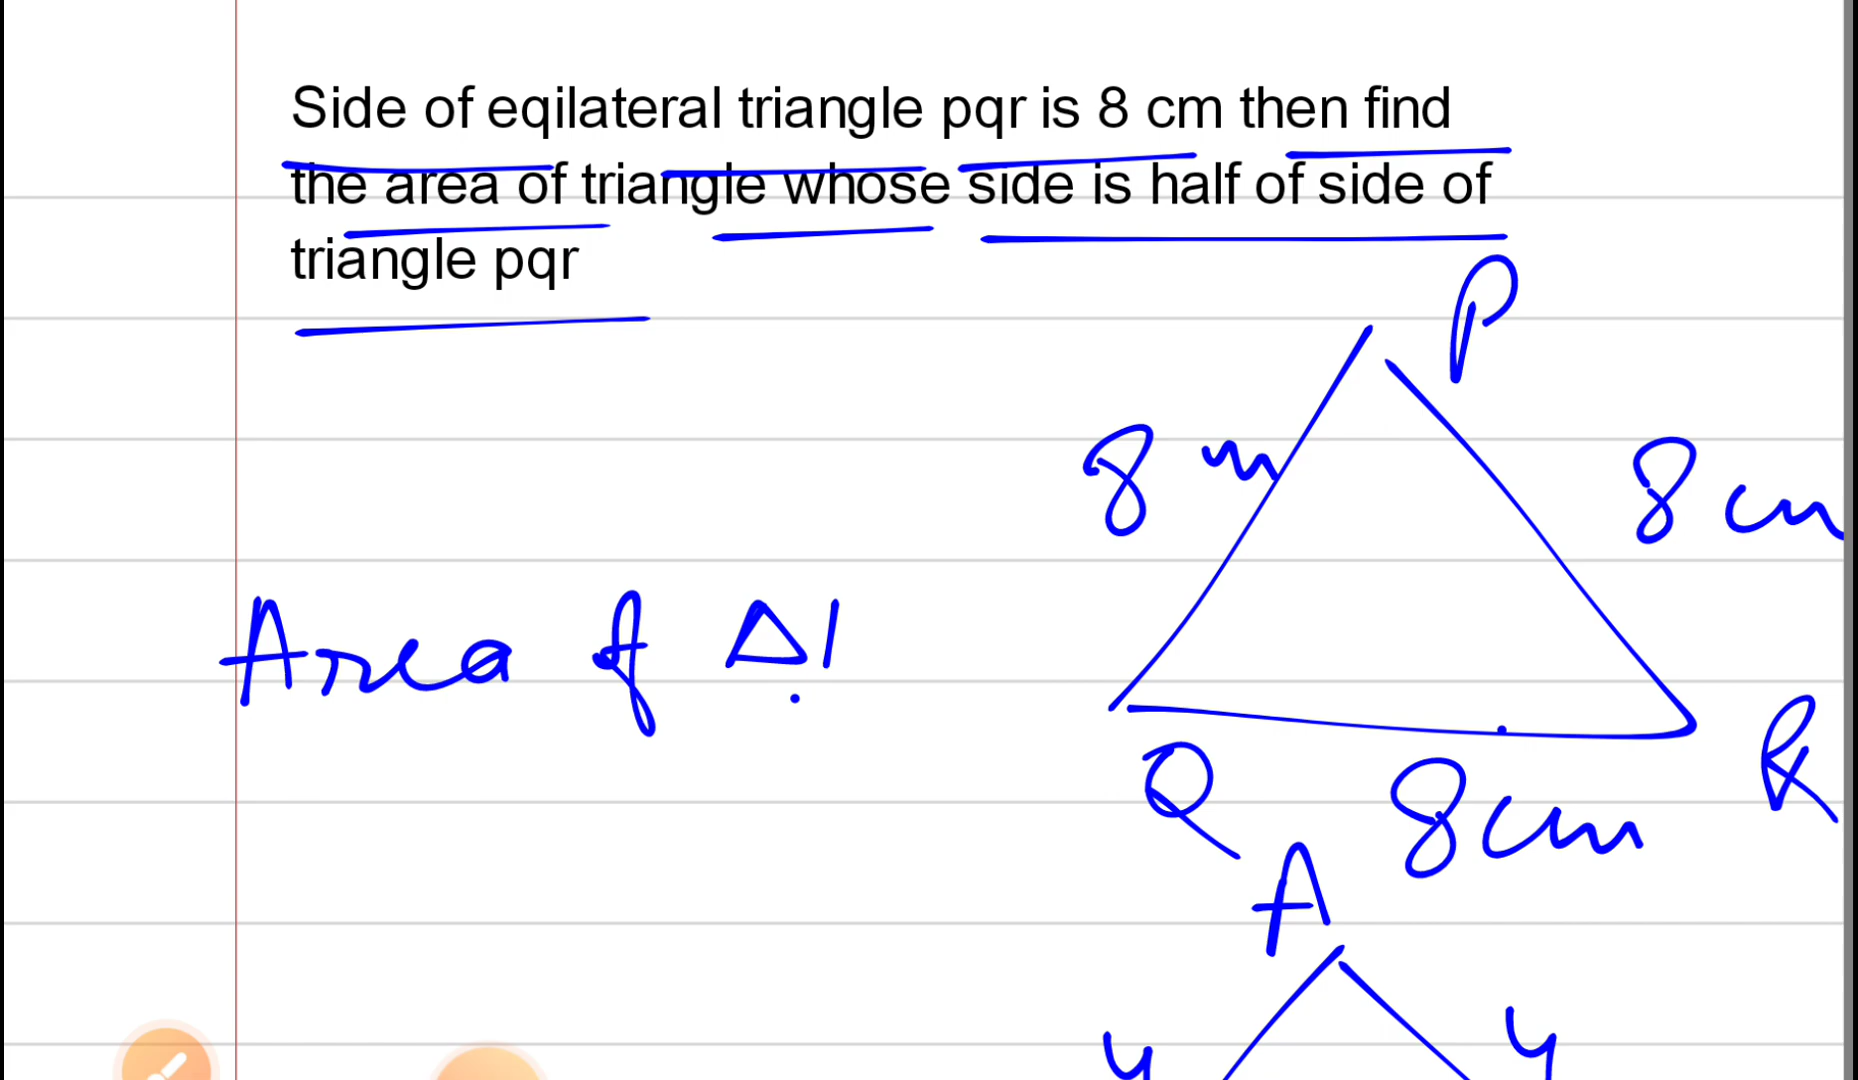 Side of eqilateral triangle pqr is 8 cm then find
the area of triangle whose side is half of side of
triangle pqr
P
8 m
8 cm
Area of Δ!
Q
R
8cm
A
4
4